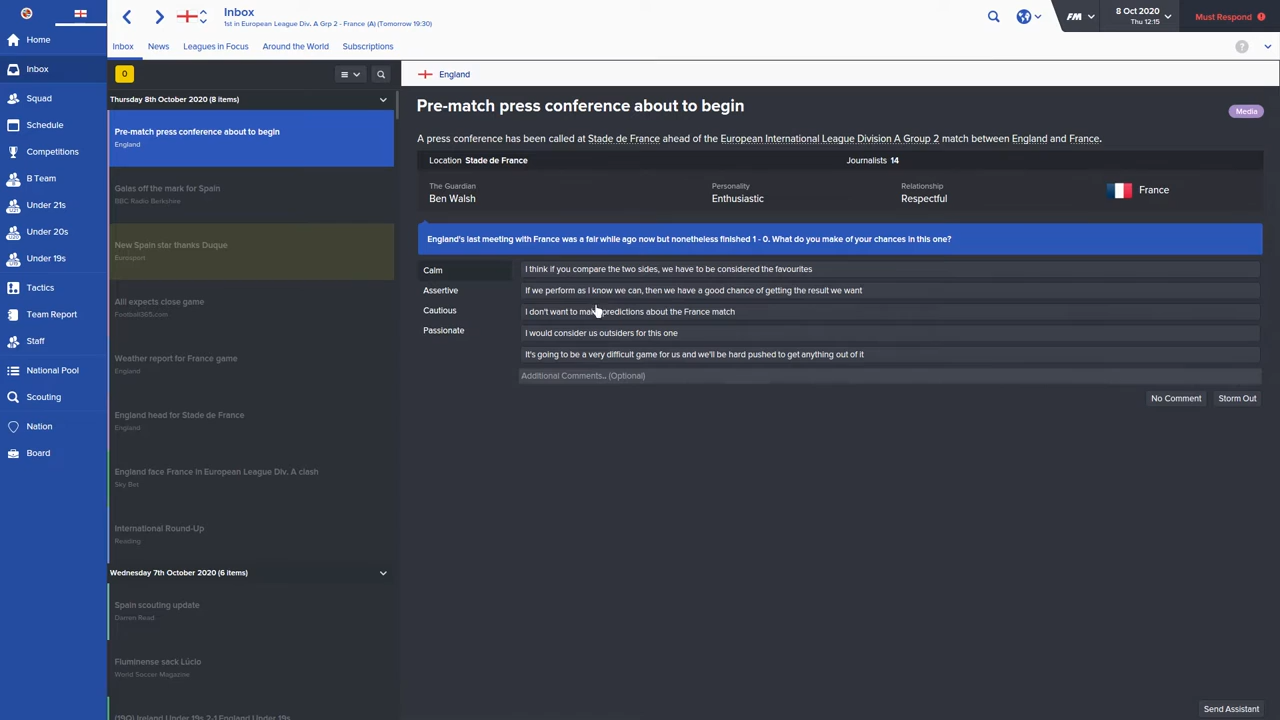 Inbox
1st in European League Div. A Grp 2 - France (A) (Tomorrow 19:30)
FM
8 Oct 2020
Thu 12:15
Must Respond
Home
Inbox
Squad
Schedule
Competitions
B Team
Under 21s
Under 20s
Under 19s
Tactics
Team Report
Staff
National Pool
Scouting
Nation
Board
Inbox
News
Leagues in Focus
Around the World
Subscriptions
?
0
Thursday 8th October 2020 (8 items)
Pre-match press conference about to begin
England
Galas off the mark for Spain
BBC Radio Berkshire
New Spain star thanks Duque
Eurosport
Alli expects close game
Football365.com
Weather report for France game
England
England head for Stade de France
England
England face France in European League Div. A clash
Sky Bet
International Round-Up
Reading
Wednesday 7th October 2020 (6 items)
Spain scouting update
Darren Read
Fluminense sack Lúcio
World Soccer Magazine
(19Q) Ireland Under 19s 2-1 England Under 19s
England
Pre-match press conference about to begin
Media
A press conference has been called at Stade de France ahead of the European International League Division A Group 2 match between England and France.
Location Stade de France
Journalists 14
The Guardian
Ben Walsh
Personality
Enthusiastic
Relationship
Respectful
France
England's last meeting with France was a fair while ago now but nonetheless finished 1 - 0. What do you make of your chances in this one?
Calm
Assertive
Cautious
Passionate
I think if you compare the two sides, we have to be considered the favourites
If we perform as I know we can, then we have a good chance of getting the result we want
I don't want to make predictions about the France match
I would consider us outsiders for this one
It's going to be a very difficult game for us and we'll be hard pushed to get anything out of it
Additional Comments.. (Optional)
No Comment
Storm Out
Send Assistant